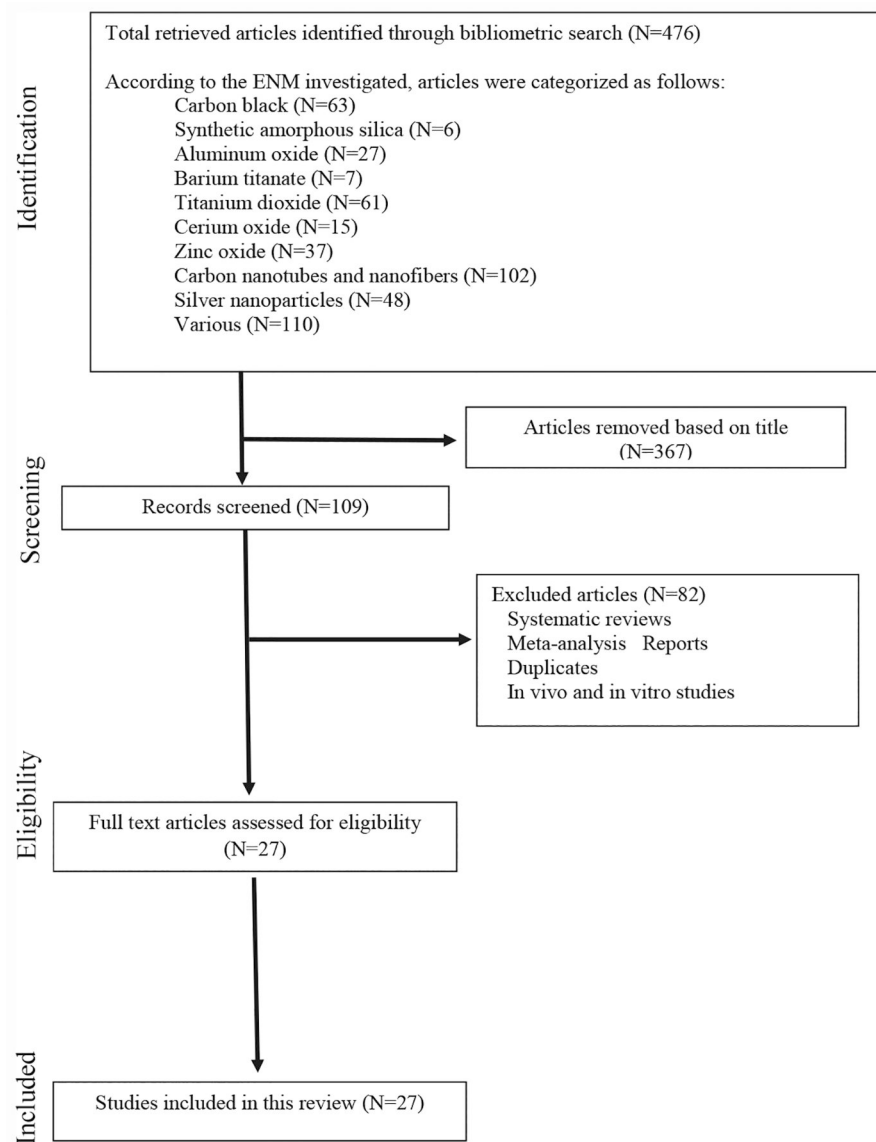 Identification
Total retrieved articles identified through bibliometric search (N=476)
According to the ENM investigated, articles were categorized as follows:
Carbon black (N=63)
Synthetic amorphous silica (N=6)
Aluminum oxide (N=27)
Barium titanate (N=7)
Titanium dioxide (N=61)
Cerium oxide (N=15)
Zinc oxide (N=37)
Carbon nanotubes and nanofibers (N=102)
Silver nanoparticles (N=48)
Various (N=110)
Articles removed based on title
(N=367)
Screening
Records screened (N=109)
Excluded articles (N=82)
Systematic reviews
Meta-analysis Reports
Duplicates
In vivo and in vitro studies
Eligibility
Full text articles assessed for eligibility
(N=27)
Included
Studies included in this review (N=27)